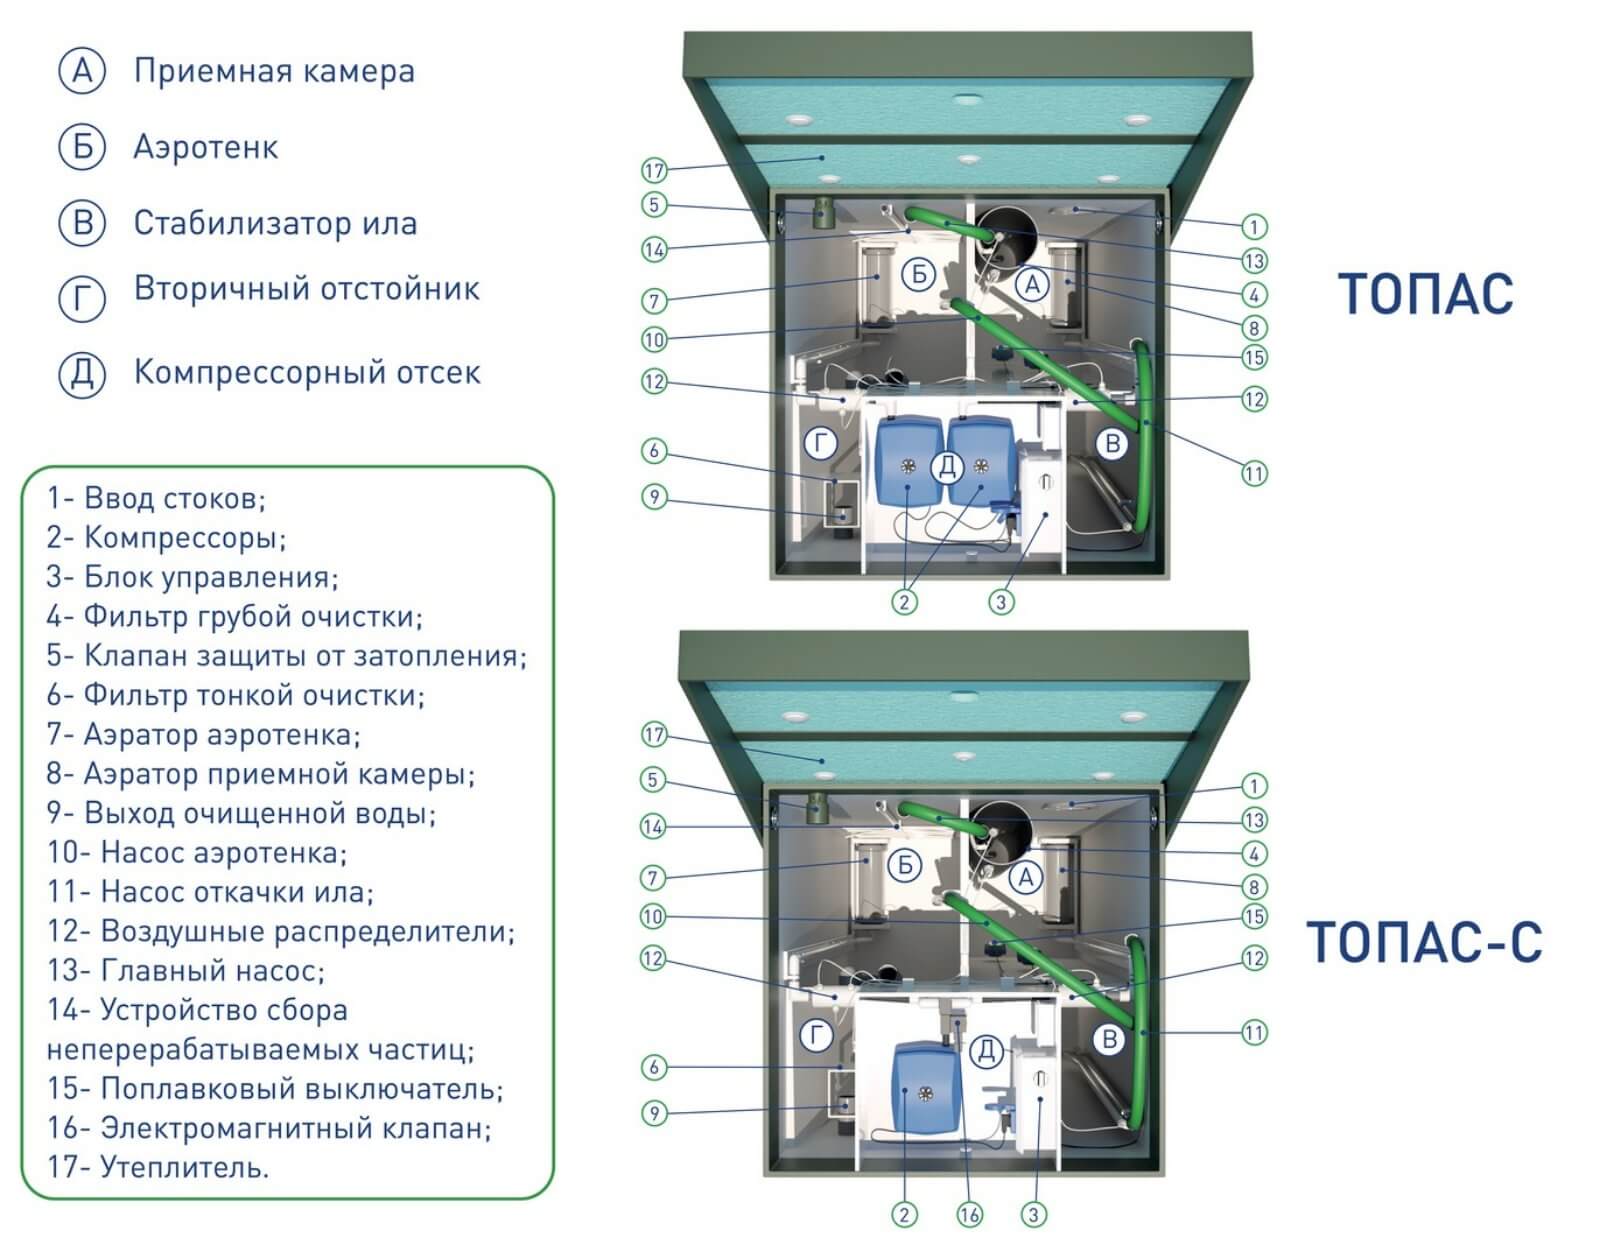 А Приемная камера
Б Аэротенк
В Стабилизатор ила
Г Вторичный отстойник
Д Компрессорный отсек
1- Ввод стоков;
2- Компрессоры;
3- Блок управления;
4- Фильтр грубой очистки;
5- Клапан защиты от затопления;
6- Фильтр тонкой очистки;
7- Аэратор аэротенка;
8- Аэратор приемной камеры;
9- Выход очищенной воды;
10- Насос аэротенка;
11- Насос откачки ила;
12- Воздушные распределители;
13- Главный насос;
14- Устройство сбора
неперерабатываемых частиц;
15- Поплавковый выключатель;
16- Электромагнитный клапан;
17- Утеплитель.
17
5
14
7
10
12
6
9
Б
А
Г
Д
В
1
13
4
8
15
12
11
2
3
ТОПАС
17
5
14
7
10
12
6
9
Б
А
Г
Д
В
1
13
4
8
15
12
11
2
16
3
ТОПАС-С